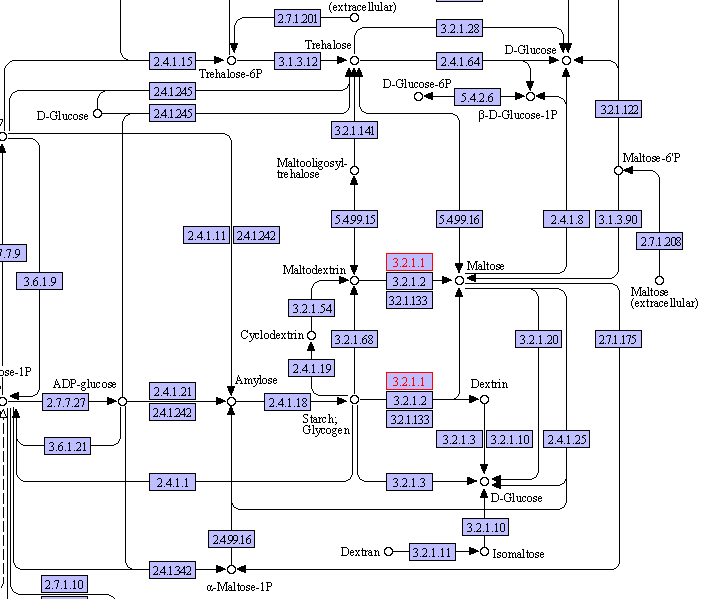 (extracellular)
2.7.1.201
3.2.1.28
Trehalose
D-Glucose
2.4.1.15
3.1.3.12
2.4.1.64
Trehalose-6P
D-Glucose-6P
2.4.1245
5.4.2.6
D-Glucose
2.4.1245
β-D-Glucose-1P
3.2.1.122
3.2.1.141
Maltooligosyl-
trehalose
Maltose-6'P
5.4.99.15
5.4.99.16
2.4.1.8
3.1.3.90
2.4.1.11
2.4.1242
2.7.1.208
7.7.9
3.6.1.9
Maltodextrin
3.2.1.1
Maltose
3.2.1.2
3.2.1.133
Maltose
(extracellular)
3.2.1.54
Cyclodextrin
3.2.1.68
3.2.1.20
2.7.1.175
2.4.1.19
ose-1P
ADP-glucose
Amylose
3.2.1.1
Dextrin
2.7.7.27
2.4.1.21
2.4.1242
2.4.1.18
3.2.1.2
3.2.1.133
Starch;
Glycogen
3.6.1.21
3.2.1.3
3.2.1.10
2.4.1.25
2.4.1.1
3.2.1.3
D-Glucose
3.2.1.10
2.4.99.16
Dextran
3.2.1.11
Isomaltose
2.4.1.342
α-Maltose-1P
2.7.1.10